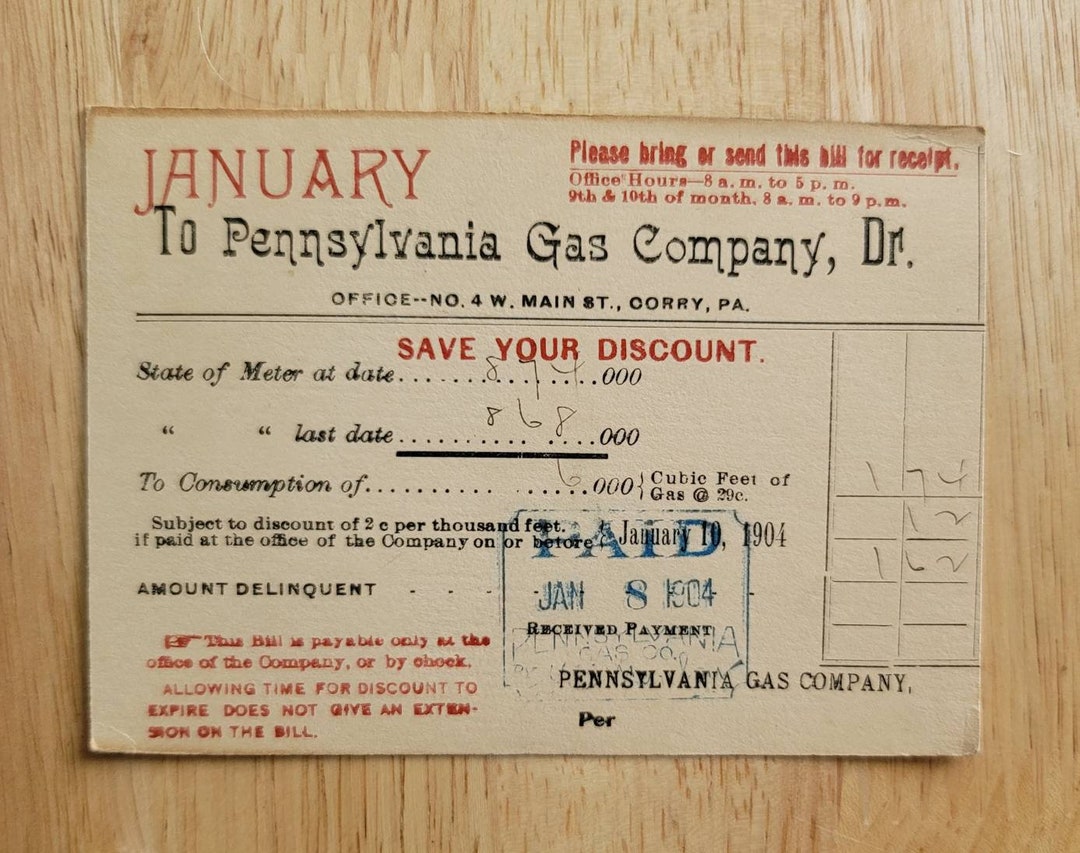 JANUARY
Please bring or send this bill for receipt.
Office Hours—8 a. m. to 5 p. m.
9th & 10th of month, 8 a. m. to 9 p. m.
To Pennsylvania Gas Company, Dr.
OFFICE--NO. 4 W. MAIN ST., CORRY, PA.
SAVE YOUR DISCOUNT.
State of Meter at date.......874.......000
“ “ last date.......868.......000
To Consumption of.......6.......000} Cubic Feet of Gas @ 29c.
1 74
Subject to discount of 2 c per thousand feet.
if paid at the office of the Company on or before January 10, 1904
12
1 62
PAID
JAN 8 1904
AMOUNT DELINQUENT - - -
RECEIVED PAYMENT
PENNSYLVANIA
GAS CO.
PENNSYLVANIA GAS COMPANY,
Per
☞ This Bill is payable only at the
office of the Company, or by check.
ALLOWING TIME FOR DISCOUNT TO
EXPIRE DOES NOT GIVE AN EXTEN-
SION ON THE BILL.